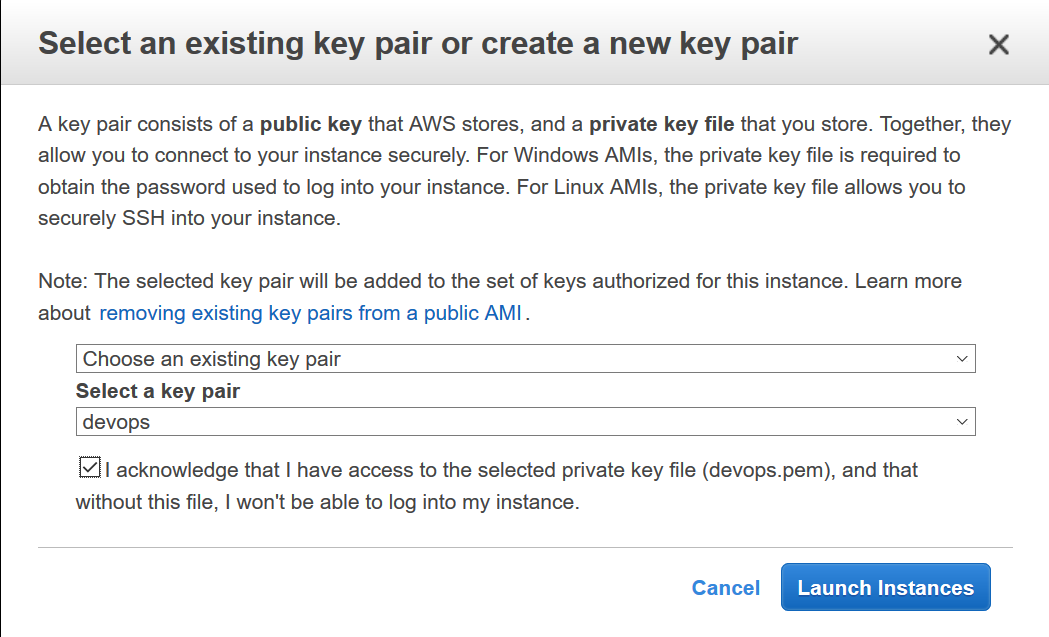 Select an existing key pair or create a new key pair
A key pair consists of a public key that AWS stores, and a private key file that you store. Together, they
allow you to connect to your instance securely. For Windows AMIs, the private key file is required to
obtain the password used to log into your instance. For Linux AMIs, the private key file allows you to
securely SSH into your instance.
Note: The selected key pair will be added to the set of keys authorized for this instance. Learn more
about removing existing key pairs from a public AMI.
Choose an existing key pair
Select a key pair
devops
I acknowledge that I have access to the selected private key file (devops.pem), and that
without this file, I won't be able to log into my instance.
Cancel Launch Instances